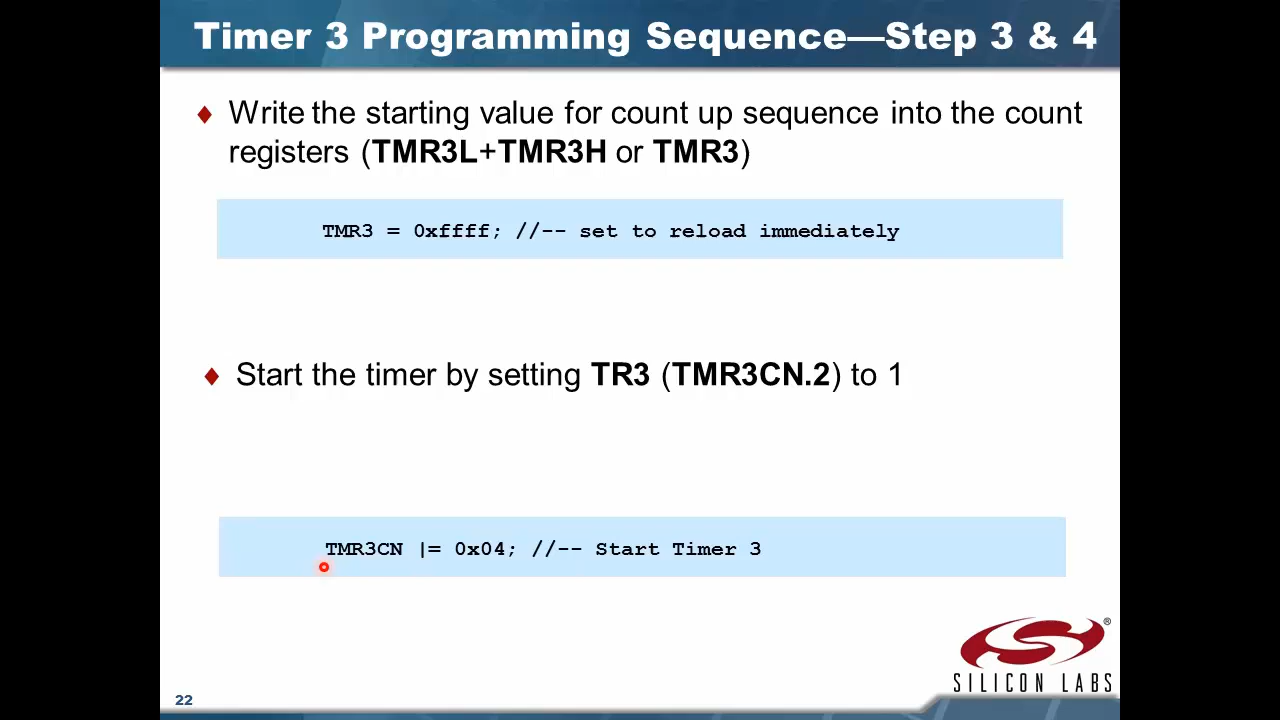 Timer 3 Programming Sequence—Step 3 & 4
♦ Write the starting value for count up sequence into the count
registers (TMR3L+TMR3H or TMR3)
TMR3 = 0xffff; //-- set to reload immediately
♦ Start the timer by setting TR3 (TMR3CN.2) to 1
TMR3CN |= 0x04; //-- Start Timer 3
®
SILICON LABS
22